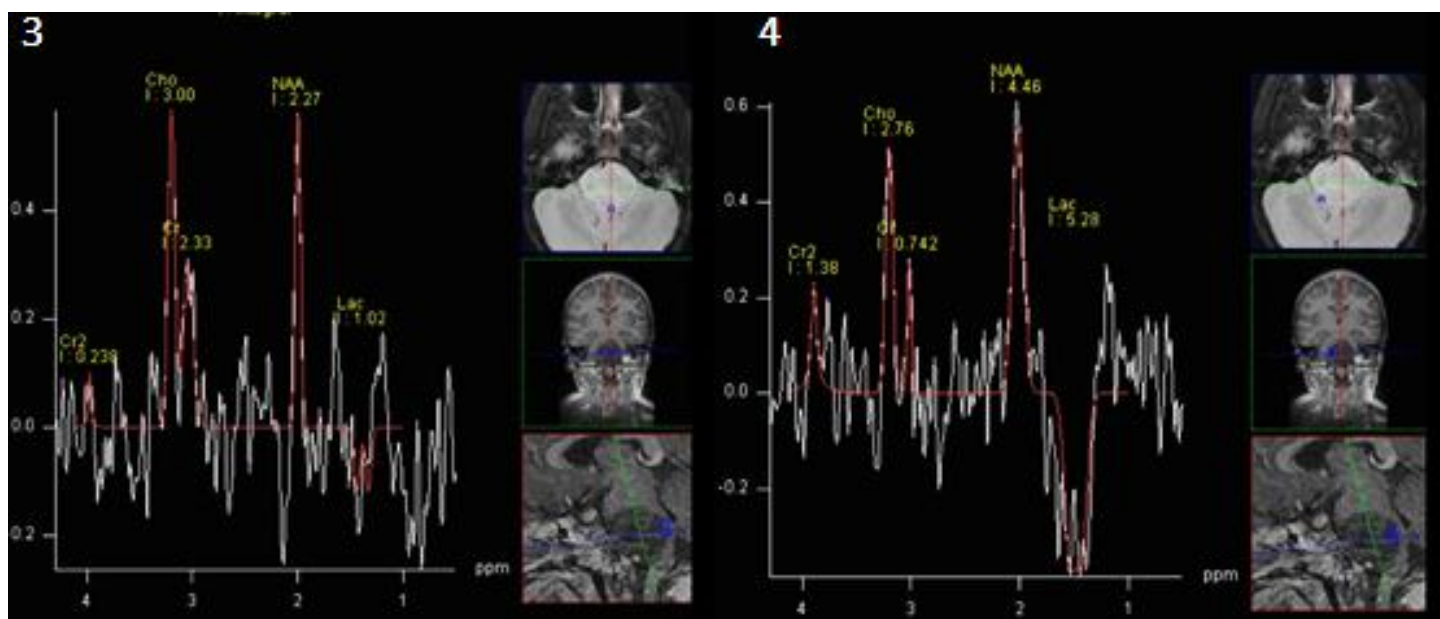 3
Cho
I : 3.00
NAA
I : 2.27
0.4
Cr
I : 2.33
Lac
I : 1.02
0.2
Cr2
I : 0.238
0.0
0.2
ppm
4 3 2 1
4
NAA
I : 4.46
0.6
Cho
I : 2.76
Lac
I : 5.28
0.4
I : 0.742
Cr2
I : 1.38
0.2
0.0
-0.2
ppm
4 3 2 1